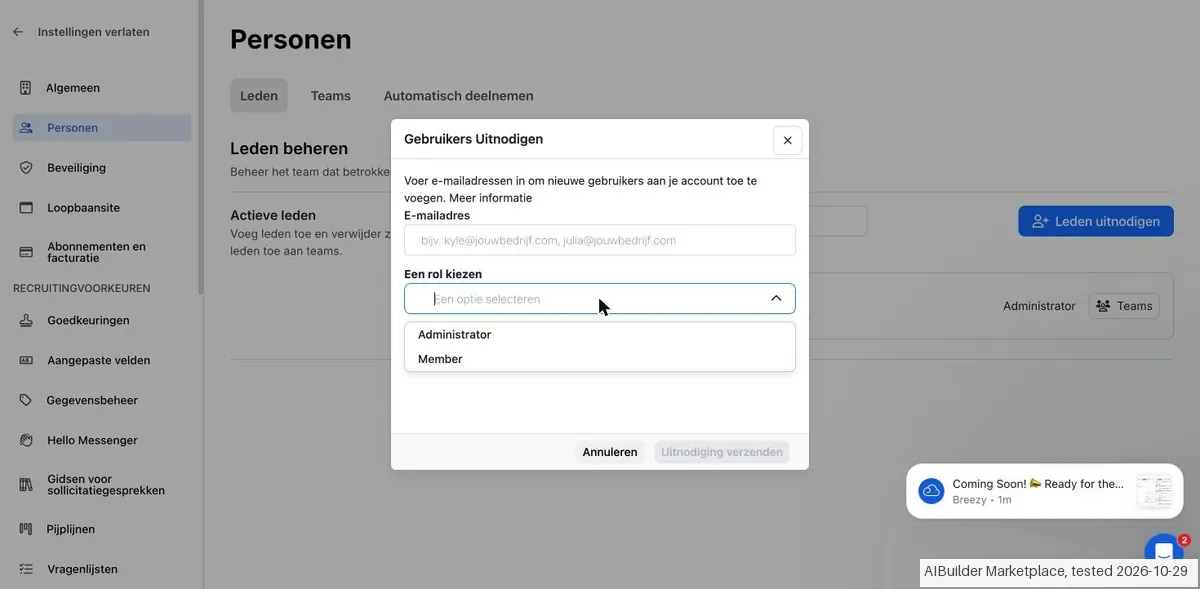 Instellingen verlaten
Algemeen
Personen
Beveiliging
Loopbaansite
Abonnementen en
facturatie
RECRUITINGVOORKEUREN
Goedkeuringen
Aangepaste velden
Gegevensbeheer
Hello Messenger
Gidsen voor
sollicitatiegesprekken
Pijplijnen
Vragenlijsten
Personen
Leden
Teams
Automatisch deelnemen
Leden beheren
Beheer het team dat betrokke
Actieve leden
Voeg leden toe en verwijder z
leden toe aan teams.
Leden uitnodigen
Administrator
Teams
Gebruikers Uitnodigen
Voer e-mailadressen in om nieuwe gebruikers aan je account toe te
voegen. Meer informatie
E-mailadres
bijv. kyle@jouwbedrijf.com, julia@jouwbedrijf.com
Een rol kiezen
Een optie selecteren
Administrator
Member
Annuleren
Uitnodiging verzenden
Coming Soon! 📣 Ready for the...
Breezy • 1m
2
AIBuilder Marketplace, tested 2026-10-29